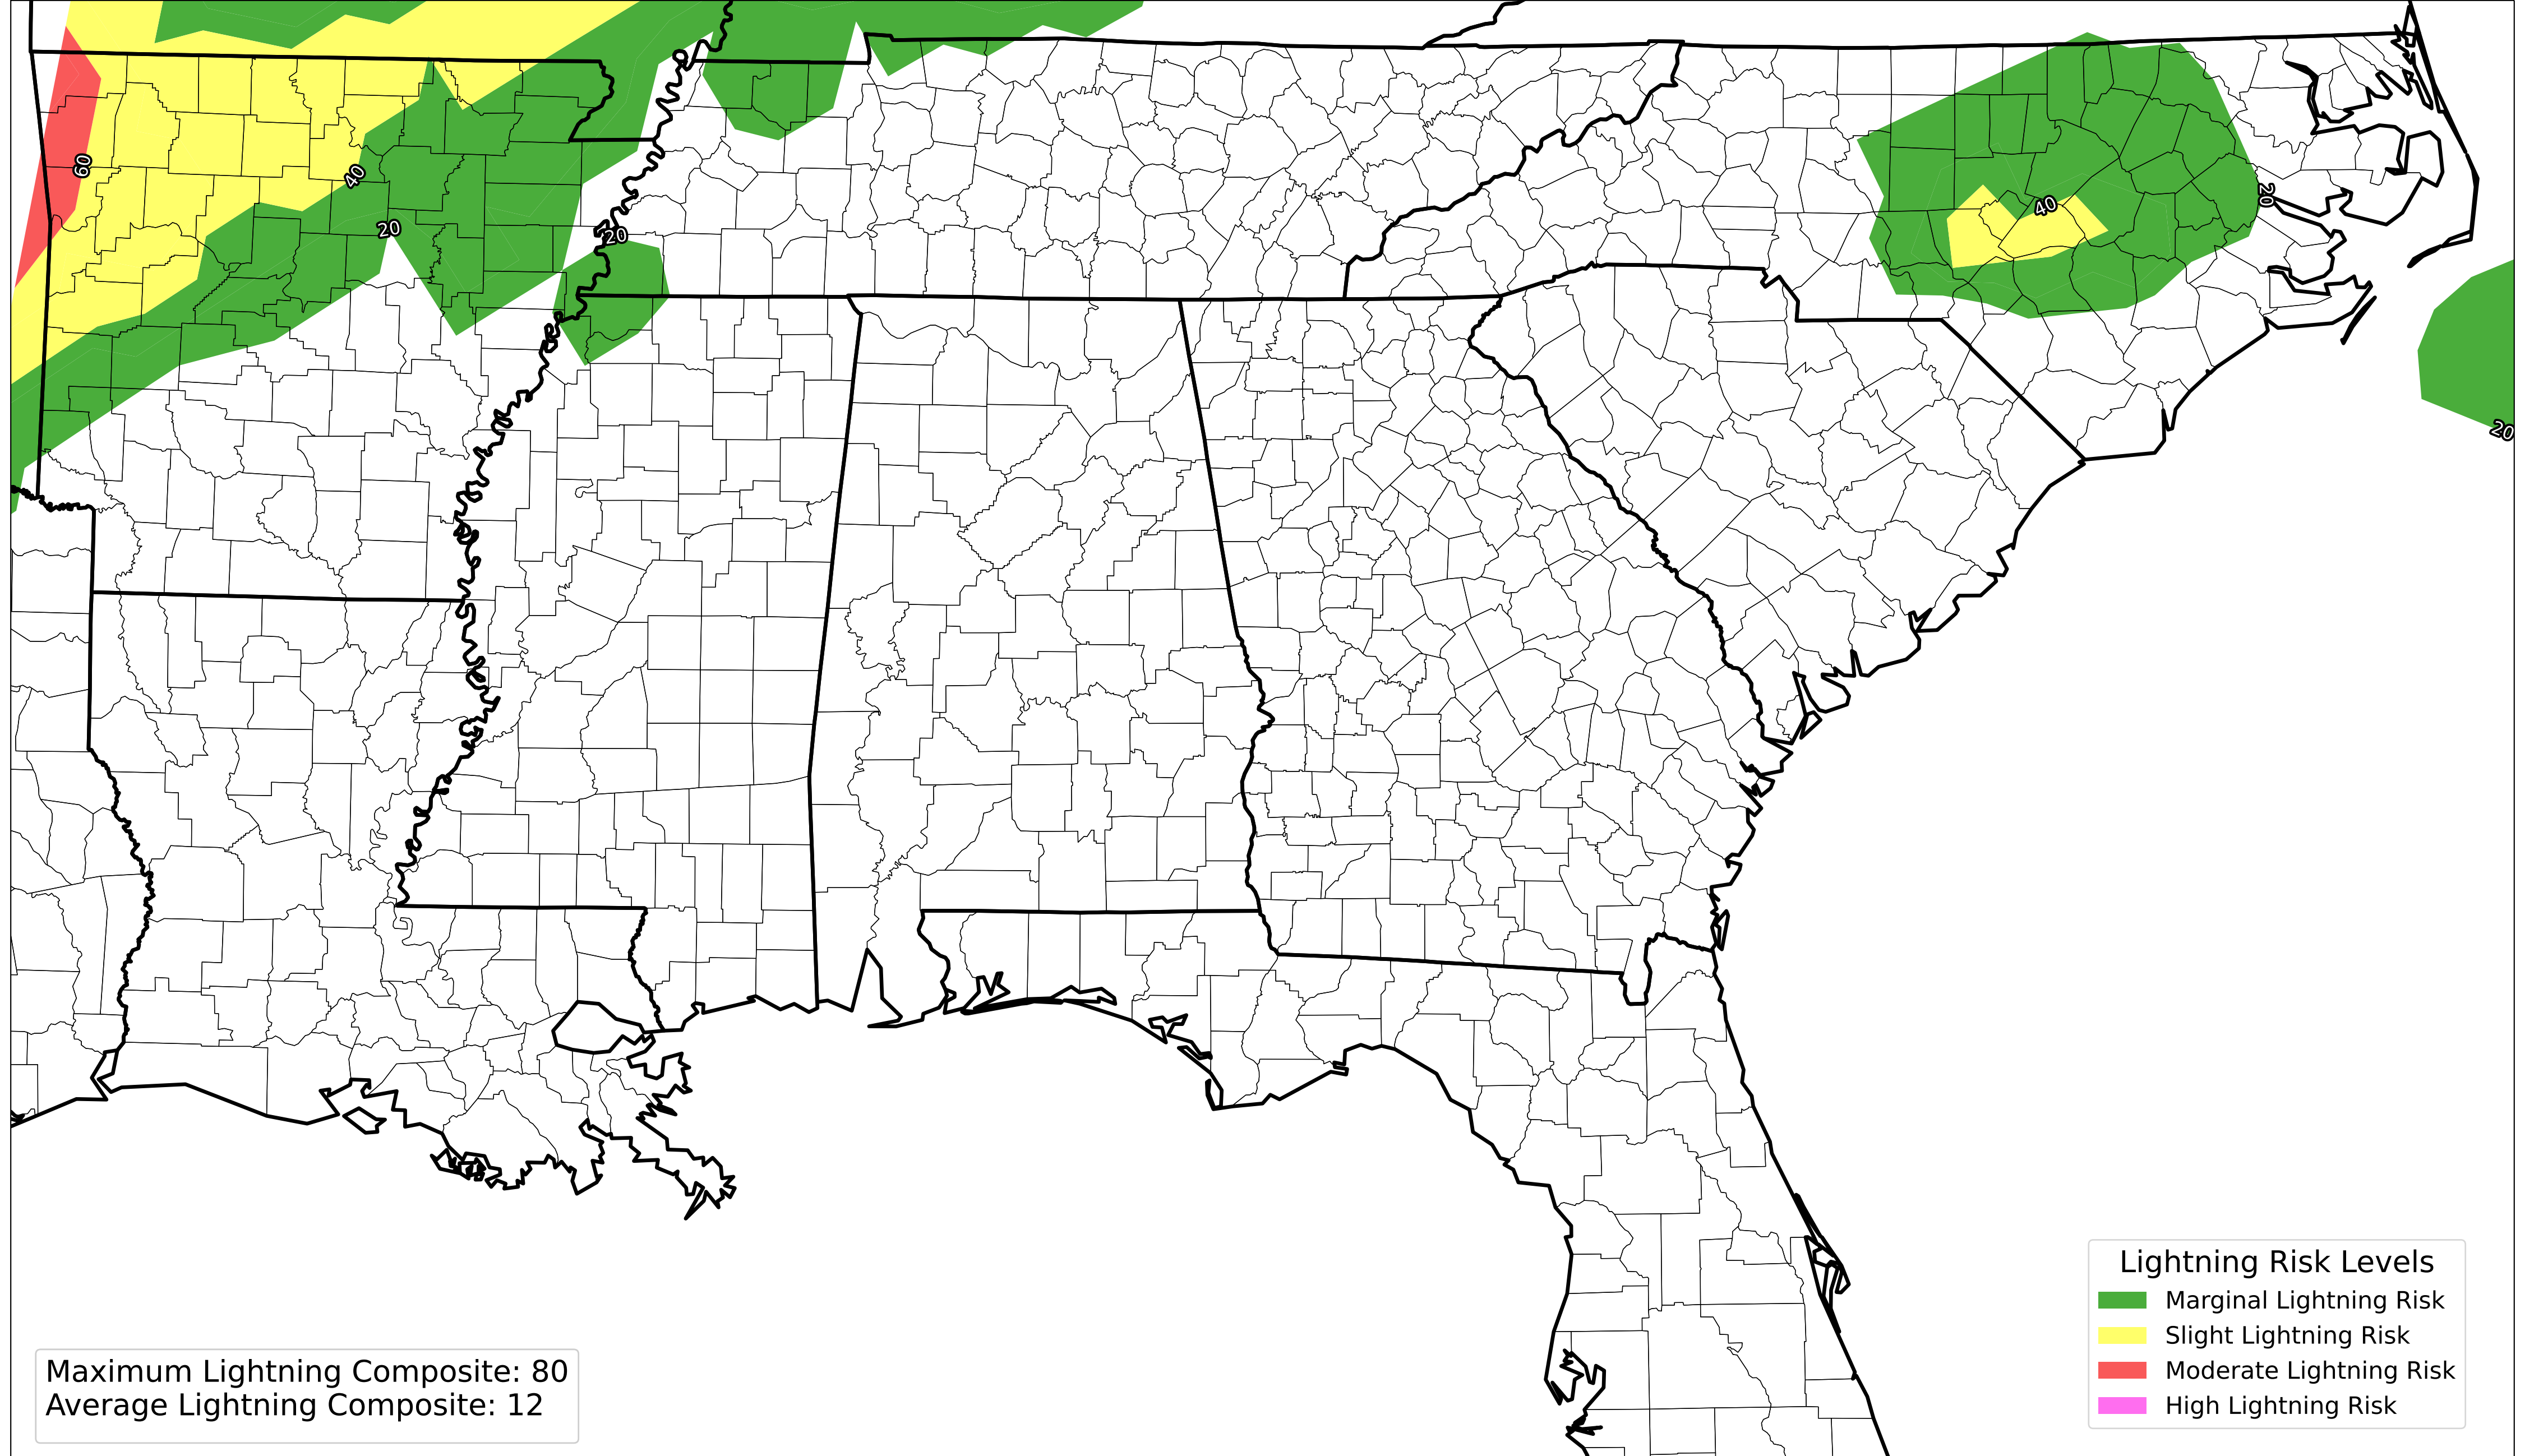 60
40
20
20
40
20
20
Lightning Risk Levels
Marginal Lightning Risk
Slight Lightning Risk
Moderate Lightning Risk
High Lightning Risk
Maximum Lightning Composite: 80
Average Lightning Composite: 12